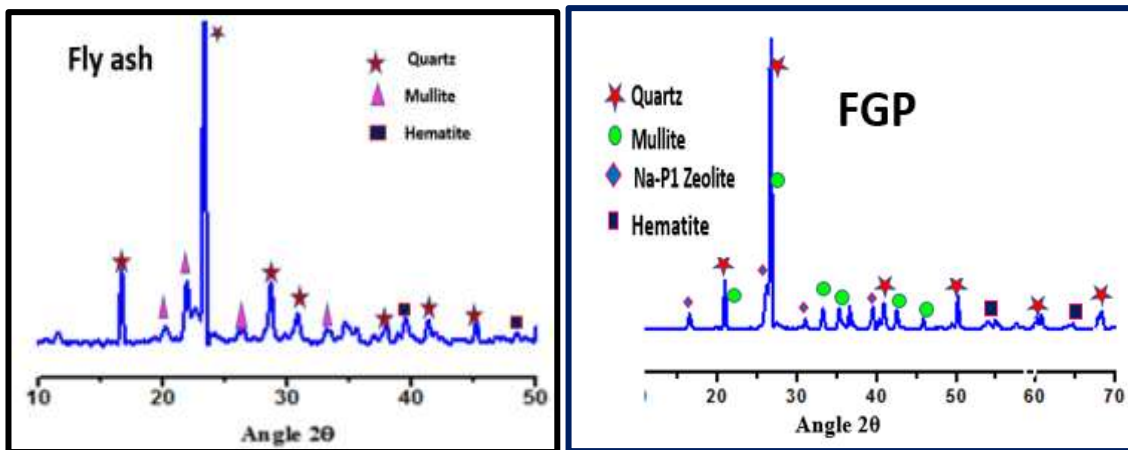 Fly ash
Quartz
Mullite
Hematite
10 20 30 40 50
Angle 2θ
Quartz
Mullite
FGP
Na-P1 Zeolite
Hematite
20 30 40 50 60 70
Angle 2θ